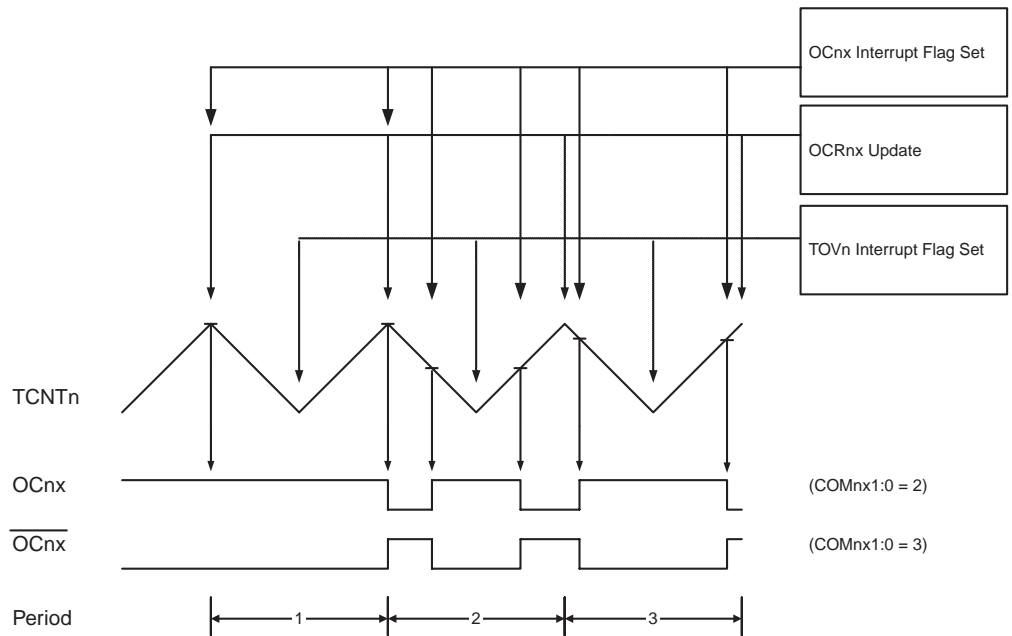 OCnx Interrupt Flag Set
OCRnx Update
TOVn Interrupt Flag Set
TCNTn
OCnx
(COMnx1:0 = 2)
OCnx
(COMnx1:0 = 3)
Period
1
2
3